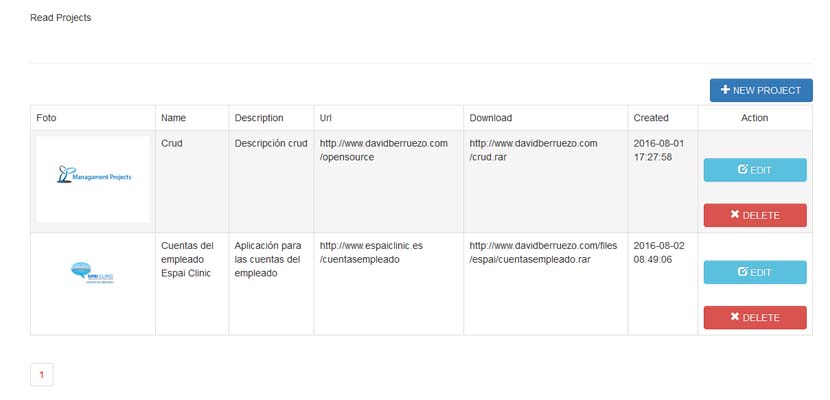 Read Projects
NEW PROJECT
Foto Name Description Url Download Created Action
Managament Projects
Crud
Descripción crud
http://www.davidberruezo.com
/opensource
http://www.davidberruezo.com
/crud.rar
2016-08-01
17:27:58
EDIT
DELETE
Cuentas del
empleado
Espai Clinic
Aplicación para
las cuentas del
empleado
http://www.espaiclinic.es
/cuentasempleado
http://www.davidberruezo.com/files
/espai/cuentasempleado.rar
2016-08-02
08:49:06
EDIT
DELETE
1